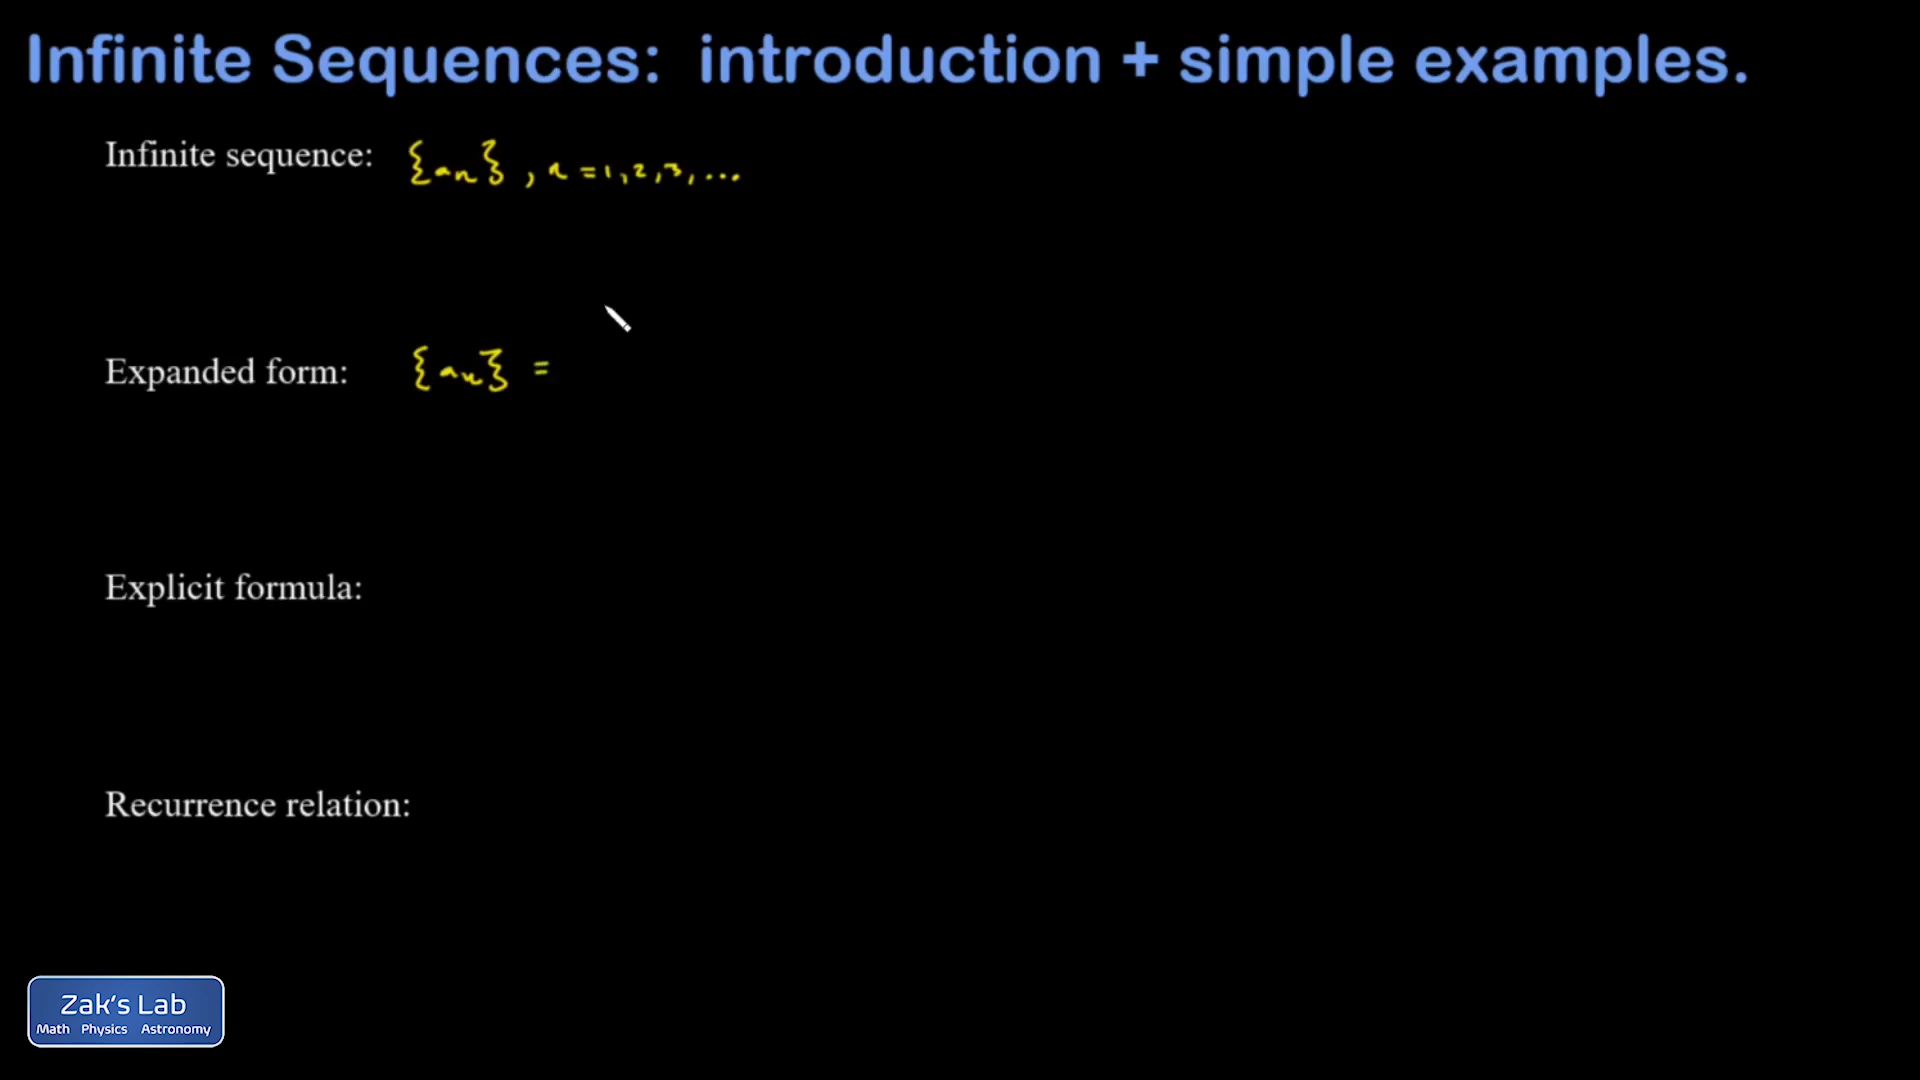 Infinite Sequences: introduction + simple examples.
Infinite sequence: {an}, n = 1, 2, 3, ...
Expanded form: {an} =
Explicit formula:
Recurrence relation:
Zak's Lab
Math Physics Astronomy